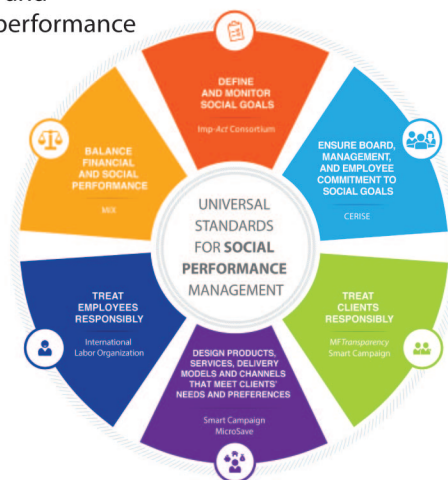 performance
DEFINE
AND MONITOR
SOCIAL GOALS
Imp-Act Consortium
ENSURE BOARD,
MANAGEMENT,
AND EMPLOYEE
COMMITMENT TO
SOCIAL GOALS
CERISE
TREAT
CLIENTS
RESPONSIBLY
MFTransparency
Smart Campaign
DESIGN PRODUCTS,
SERVICES, DELIVERY
MODELS AND CHANNELS
THAT MEET CLIENTS'
NEEDS AND PREFERENCES
Smart Campaign
MicroSave
TREAT
EMPLOYEES
RESPONSIBLY
International
Labor Organization
BALANCE
FINANCIAL
AND SOCIAL
PERFORMANCE
MIX
UNIVERSAL
STANDARDS
FOR SOCIAL
PERFORMANCE
MANAGEMENT